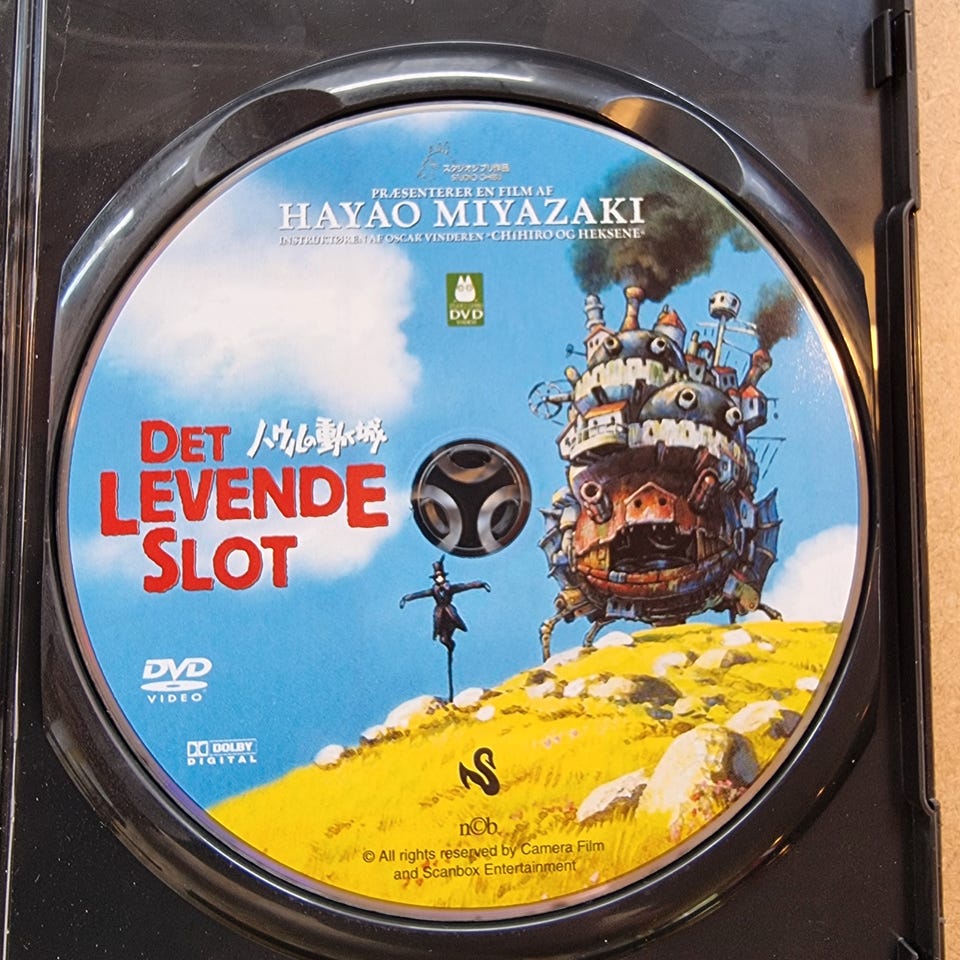 スタジオジブリ作品
STUDIO GHIBLI
PRÆSENTERER EN FILM AF
HAYAO MIYAZAKI
INSTRUKTØREN AF OSCAR VINDEREN "CHIHIRO OG HEKSENE"
DVD
VIDEO
ハウルの動く城
DET
LEVENDE
SLOT
DVD
VIDEO
DOLBY
DIGITAL
n©b
© All rights reserved by Camera Film
and Scanbox Entertainment